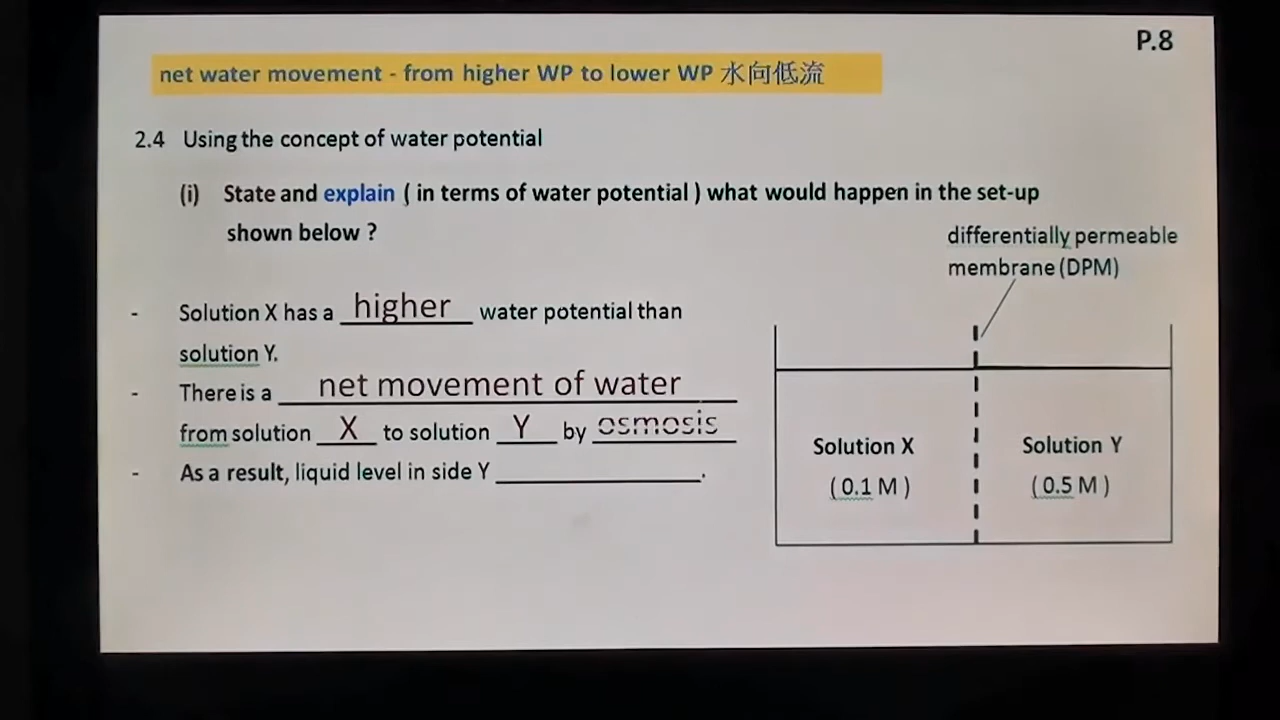 P.8
net water movement - from higher WP to lower WP 水向低流
2.4 Using the concept of water potential
(i) State and explain ( in terms of water potential ) what would happen in the set-up
shown below ?
differentially permeable
membrane (DPM)
- Solution X has a higher water potential than
solution Y.
- There is a net movement of water
from solution X to solution Y by osmosis
- As a result, liquid level in side Y ____________.
Solution X
( 0.1 M )
Solution Y
( 0.5 M )